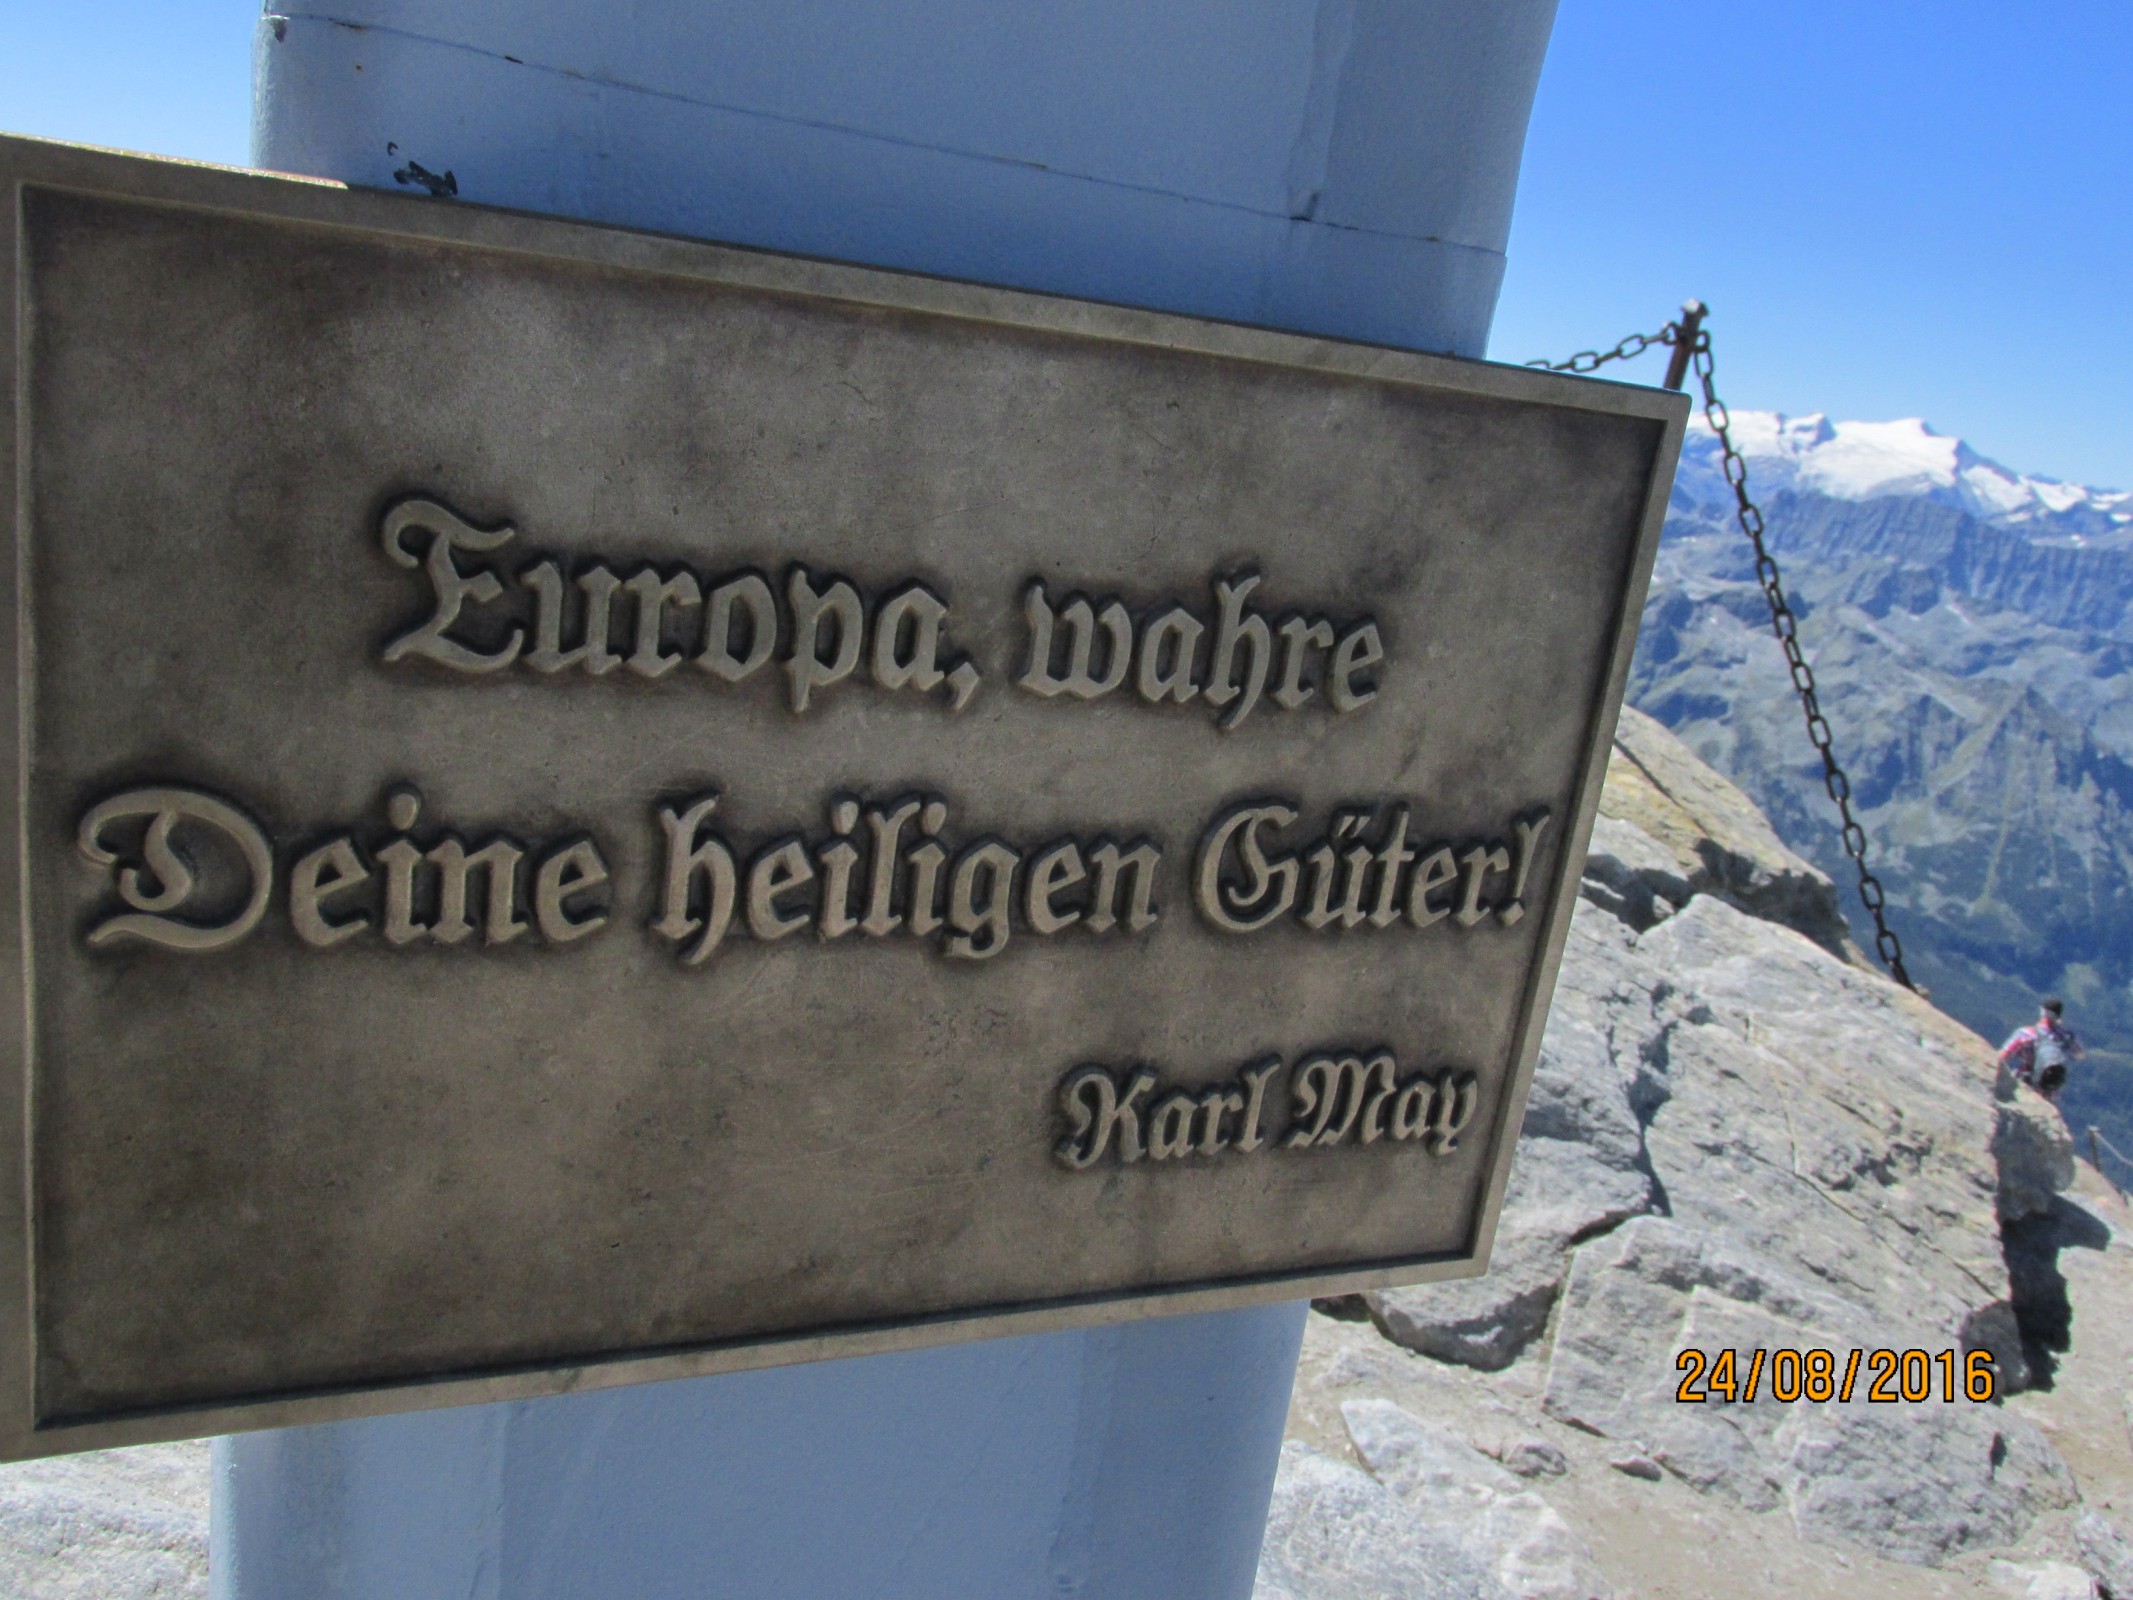 Europa, wahre
Deine heiligen Güter!
Karl May
24/08/2016